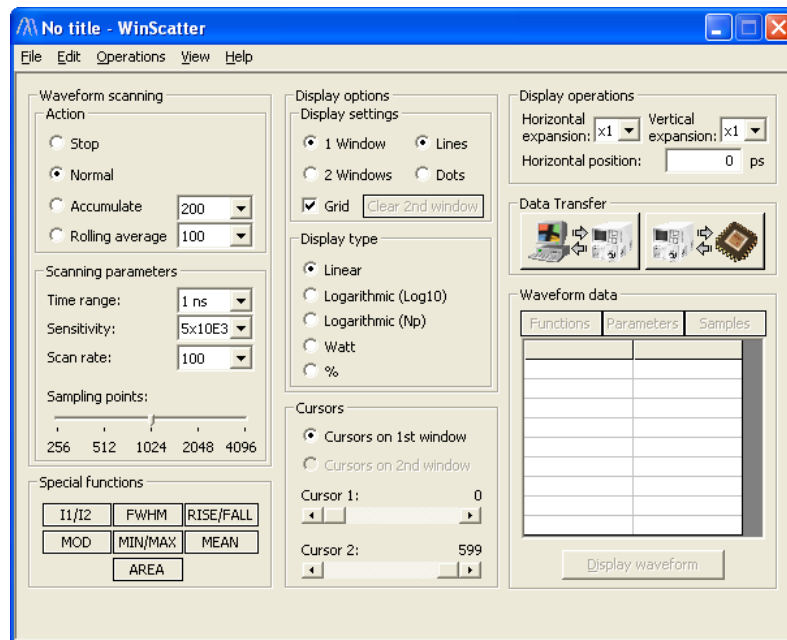 No title - WinScatter
File Edit Operations View Help
Waveform scanning
Action
Stop
Normal
Accumulate 200
Rolling average 100
Scanning parameters
Time range: 1 ns
Sensitivity: 5x10E3
Scan rate: 100
Sampling points:
256 512 1024 2048 4096
Special functions
I1/I2 FWHM RISE/FALL
MOD MIN/MAX MEAN
AREA
Display options
Display settings
1 Window Lines
2 Windows Dots
Grid Clear 2nd window
Display type
Linear
Logarithmic (Log10)
Logarithmic (Np)
Watt
%
Cursors
Cursors on 1st window
Cursors on 2nd window
Cursor 1: 0
Cursor 2: 599
Display operations
Horizontal expansion: x1 Vertical expansion: x1
Horizontal position: 0 ps
Data Transfer
Waveform data
Functions Parameters Samples
Display waveform